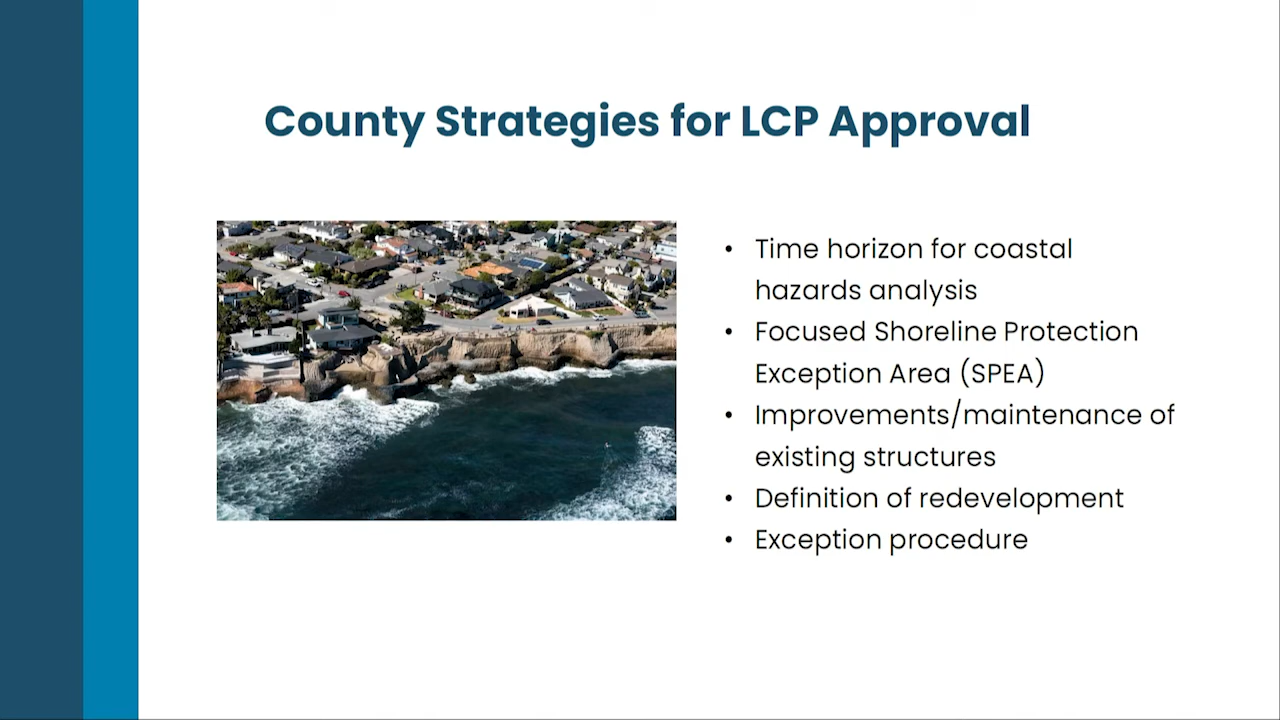 County Strategies for LCP Approval
• Time horizon for coastal
hazards analysis
• Focused Shoreline Protection
Exception Area (SPEA)
• Improvements/maintenance of
existing structures
• Definition of redevelopment
• Exception procedure